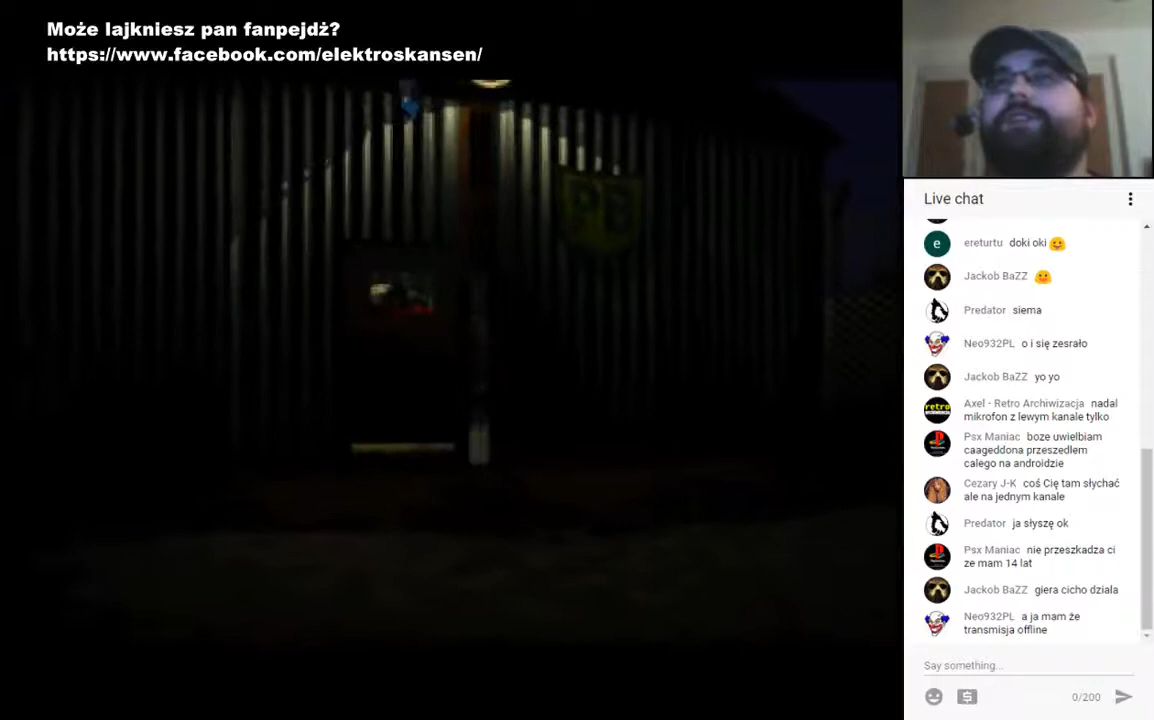 Może lajkniesz pan fanpejdż?
https://www.facebook.com/elektroskansen/
PB
Live chat
e
ereturtu doki oki
Jackob BaZZ
Predator siema
Neo932PL o i się zesrało
Jackob BaZZ yo yo
Axel - Retro Archiwizacja nadal
mikrofon z lewym kanale tylko
retro
Psx Maniac boze uwielbiam
caageddona przeszedlem
calego na androidzie
Cezary J-K coś Cię tam słychać
ale na jednym kanale
Predator ja słyszę ok
Psx Maniac nie przeszkadza ci
ze mam 14 lat
Jackob BaZZ giera cicho dziala
Neo932PL a ja mam że
transmisja offline
Say something...
0/200